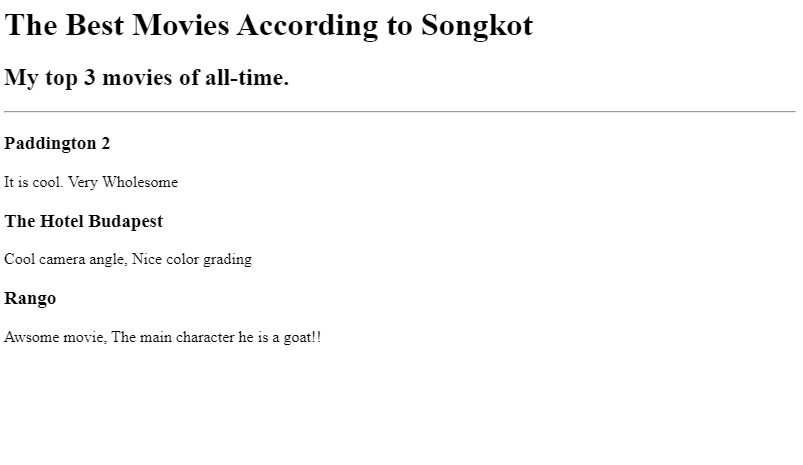 The Best Movies According to Songkot
My top 3 movies of all-time.
Paddington 2
It is cool. Very Wholesome
The Hotel Budapest
Cool camera angle, Nice color grading
Rango
Awsome movie, The main character he is a goat!!